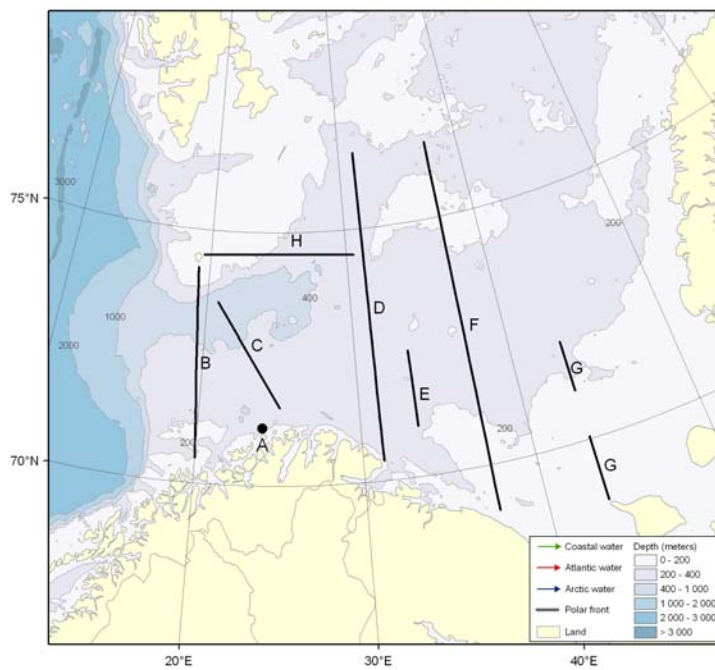 75°N
3000
200
H
400
1000
D
F
2000
B
C
G
E
200
G
200
A
70°N
Coastal water
Atlantic water
Arctic water
Polar front
Land
Depth (meters)
0 - 200
200 - 400
400 - 1 000
1 000 - 2 000
2 000 - 3 000
> 3 000
20°E
30°E
40°E